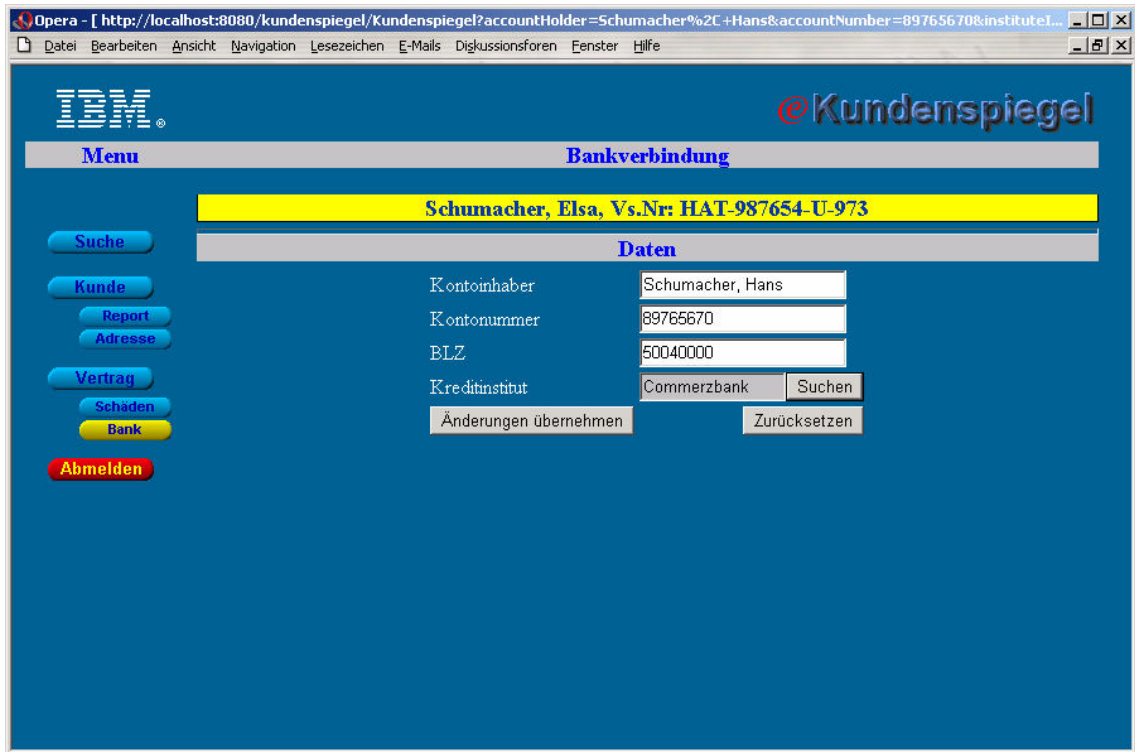 Opera - [ http://localhost:8080/kundenspiegel/Kundenspiegel?accountHolder=Schumacher%2C+Hans&accountNumber=89765670&instituteI...
Datei Bearbeiten Ansicht Navigation Lesezeichen E-Mails Diskussionsforen Fenster Hilfe
IBM® eKundenspiegel
Menu Bankverbindung
Schumacher, Elsa, Vs.Nr: HAT-987654-U-973
Suche
Daten
Kunde
Kontoinhaber Schumacher, Hans
Report
Kontonummer 89765670
Adresse
BLZ 50040000
Vertrag
Kreditinstitut Commerzbank Suchen
Schäden
Änderungen übernehmen Zurücksetzen
Bank
Abmelden